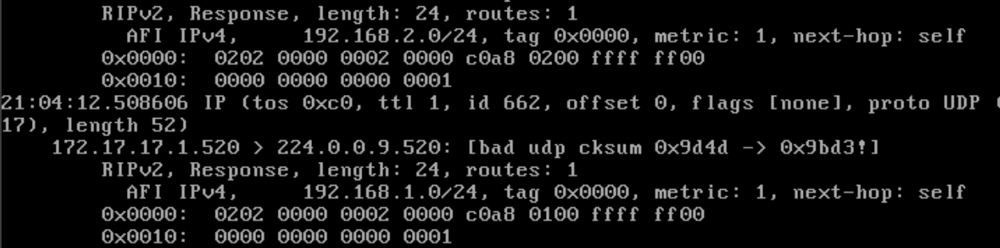 RIPv2, Response, length: 24, routes: 1
AFI IPv4, 192.168.2.0/24, tag 0x0000, metric: 1, next-hop: self
0x0000: 0202 0000 0002 0000 c0a8 0200 ffff ff00
0x0010: 0000 0000 0000 0001
21:04:12.508606 IP (tos 0xc0, ttl 1, id 662, offset 0, flags [none], proto UDP (
17), length 52)
172.17.17.1.520 > 224.0.0.9.520: [bad udp cksum 0x9d4d -> 0x9bd3!]
RIPv2, Response, length: 24, routes: 1
AFI IPv4, 192.168.1.0/24, tag 0x0000, metric: 1, next-hop: self
0x0000: 0202 0000 0002 0000 c0a8 0100 ffff ff00
0x0010: 0000 0000 0000 0001